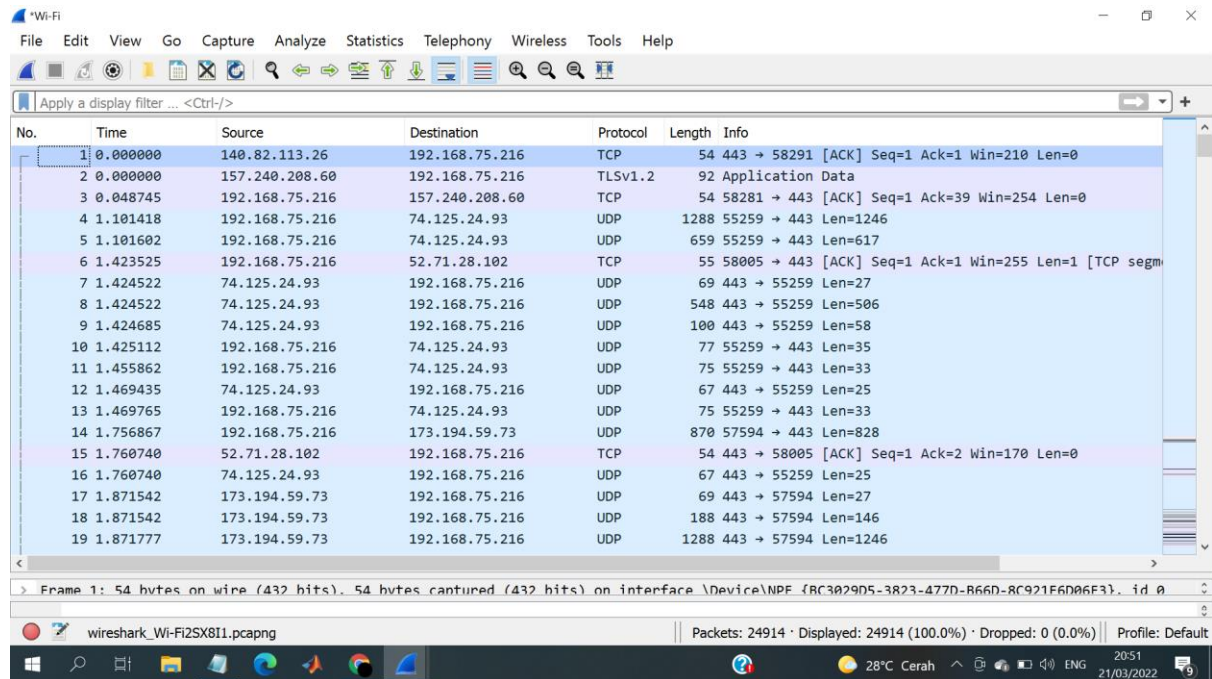 *Wi-Fi
File Edit View Go Capture Analyze Statistics Telephony Wireless Tools Help
Apply a display filter ... <Ctrl-/>
No. Time Source Destination Protocol Length Info
1 0.000000 140.82.113.26 192.168.75.216 TCP 54 443 → 58291 [ACK] Seq=1 Ack=1 Win=210 Len=0
2 0.000000 157.240.208.60 192.168.75.216 TLSv1.2 92 Application Data
3 0.048745 192.168.75.216 157.240.208.60 TCP 54 58281 → 443 [ACK] Seq=1 Ack=39 Win=254 Len=0
4 1.101418 192.168.75.216 74.125.24.93 UDP 1288 55259 → 443 Len=1246
5 1.101602 192.168.75.216 74.125.24.93 UDP 659 55259 → 443 Len=617
6 1.423525 192.168.75.216 52.71.28.102 TCP 55 58005 → 443 [ACK] Seq=1 Ack=1 Win=255 Len=1 [TCP segm
7 1.424522 74.125.24.93 192.168.75.216 UDP 69 443 → 55259 Len=27
8 1.424522 74.125.24.93 192.168.75.216 UDP 548 443 → 55259 Len=506
9 1.424685 74.125.24.93 192.168.75.216 UDP 100 443 → 55259 Len=58
10 1.425112 192.168.75.216 74.125.24.93 UDP 77 55259 → 443 Len=35
11 1.455862 192.168.75.216 74.125.24.93 UDP 75 55259 → 443 Len=33
12 1.469435 74.125.24.93 192.168.75.216 UDP 67 443 → 55259 Len=25
13 1.469765 192.168.75.216 74.125.24.93 UDP 75 55259 → 443 Len=33
14 1.756867 192.168.75.216 173.194.59.73 UDP 870 57594 → 443 Len=828
15 1.760740 52.71.28.102 192.168.75.216 TCP 54 443 → 58005 [ACK] Seq=1 Ack=2 Win=170 Len=0
16 1.760740 74.125.24.93 192.168.75.216 UDP 67 443 → 55259 Len=25
17 1.871542 173.194.59.73 192.168.75.216 UDP 69 443 → 57594 Len=27
18 1.871542 173.194.59.73 192.168.75.216 UDP 188 443 → 57594 Len=146
19 1.871777 173.194.59.73 192.168.75.216 UDP 1288 443 → 57594 Len=1246
Frame 1: 54 bytes on wire (432 bits), 54 bytes captured (432 bits) on interface \Device\NPF_{BC3029D5-3823-477D-B66D-8C921F6D06F3}, id 0
wireshark_Wi-Fi2SX8I1.pcapng Packets: 24914 · Displayed: 24914 (100.0%) · Dropped: 0 (0.0%) Profile: Default
28°C Cerah ENG 20:51
21/03/2022